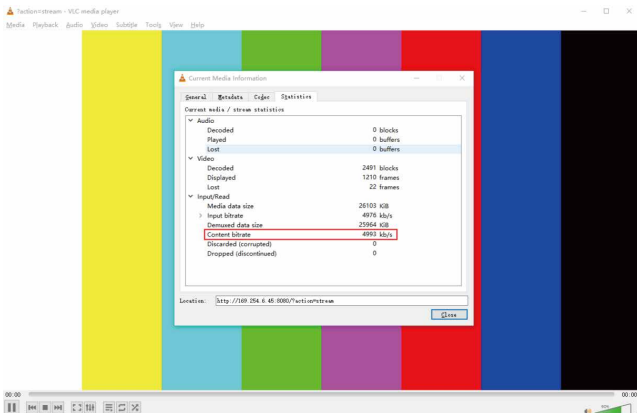 ?action=stream - VLC media player
Media Playback Audio Video Subtitle Tools View Help
Current Media Information
General Metadata Codec Statistics
Current media / stream statistics
Audio
Decoded 0 blocks
Played 0 buffers
Lost 0 buffers
Video
Decoded 2491 blocks
Displayed 1210 frames
Lost 22 frames
Input/Read
Media data size 26103 KiB
Input bitrate 4976 kb/s
Demuxed data size 25964 KiB
Content bitrate 4993 kb/s
Discarded (corrupted) 0
Dropped (discontinued) 0
Location: http://169.254.6.45:8080/?action=stream
Close
00:00 00:00